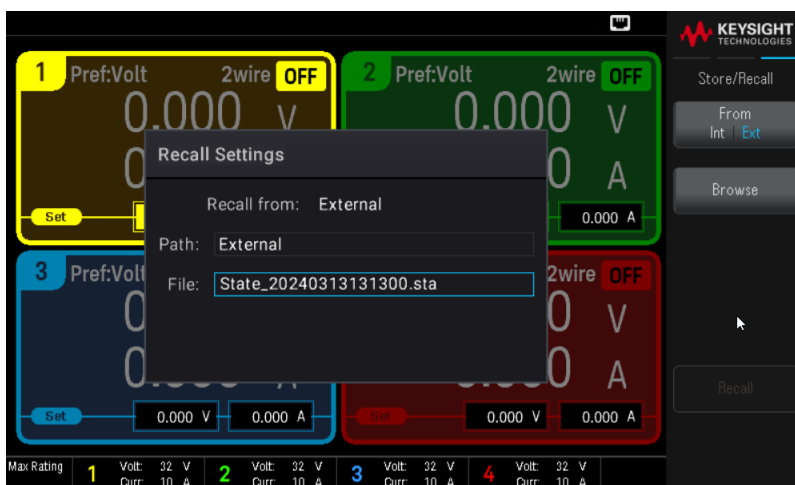 KEYSIGHT
TECHNOLOGIES
Store/Recall
From
Int | Ext
Browse
Recall
1 Pref:Volt 2wire OFF
0.000 V
Set
2 Pref:Volt 2wire OFF
0.000 V
A
0.000 A
Recall Settings
Recall from: External
Path: External
File: State_20240313131300.sta
3 Pref:Volt
Set 0.000 V 0.000 A
2wire OFF
V
A
Set 0.000 V 0.000 A
Max Rating 1 Volt: 32 V 2 Volt: 32 V 3 Volt: 32 V 4 Volt: 32 V
Curr: 10 A Curr: 10 A Curr: 10 A Curr: 10 A